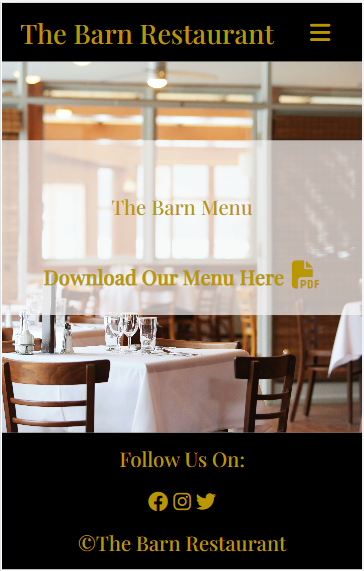 The Barn Restaurant
The Barn Menu
Download Our Menu Here PDF
Follow Us On:
©The Barn Restaurant